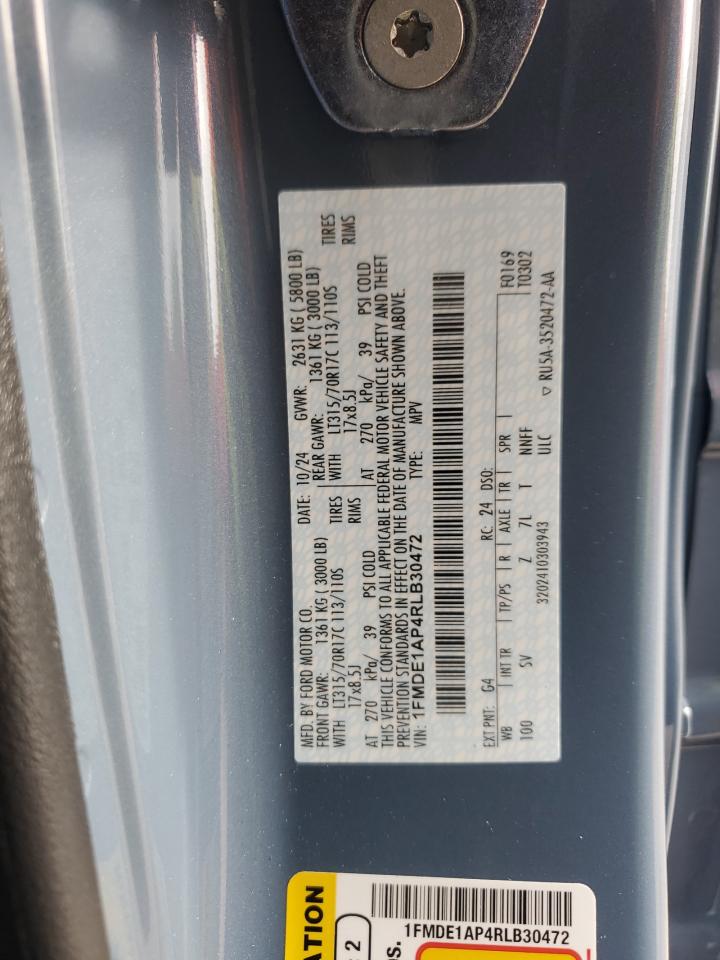 MFD. BY FORD MOTOR CO.
DATE: 10/24 GVWR: 2631 KG ( 5800 LB)
FRONT GAWR: 1361 KG ( 3000 LB)
REAR GAWR: 1361 KG ( 3000 LB)
WITH LT315/70R17C 113/110S TIRES
WITH LT315/70R17C 113/110S TIRES
17x8.5J RIMS
17x8.5J RIMS
AT 270 kPa/ 39 PSI COLD
AT 270 kPa/ 39 PSI COLD
THIS VEHICLE CONFORMS TO ALL APPLICABLE FEDERAL MOTOR VEHICLE SAFETY AND THEFT
PREVENTION STANDARDS IN EFFECT ON THE DATE OF MANUFACTURE SHOWN ABOVE.
VIN: 1FMDE1AP4RLB30472 TYPE: MPV
EXT PNT: G4 RC: 24 DSO: F0169
WB INT TR TP/PS R AXLE TR SPR T0302
100 SV Z 7L T NNFF
3202410303943 ULC
▽ RU5A-3520472-AA
ATION
2
os.
1FMDE1AP4RLB30472